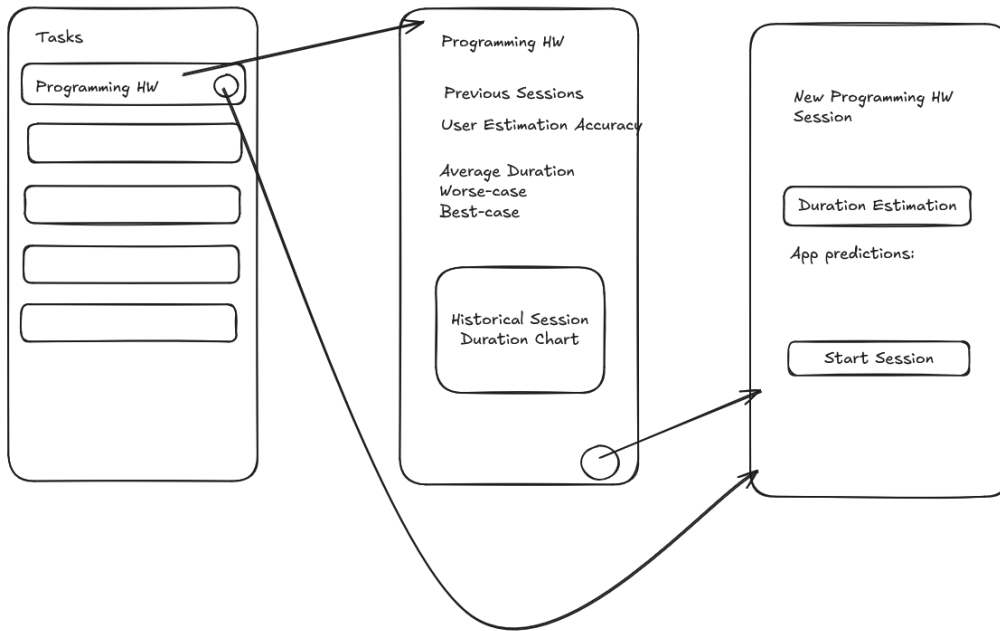 Tasks
Programming HW
Programming HW
Previous Sessions
User Estimation Accuracy
Average Duration
Worse-case
Best-case
Historical Session
Duration Chart
New Programming HW
Session
Duration Estimation
App predictions:
Start Session